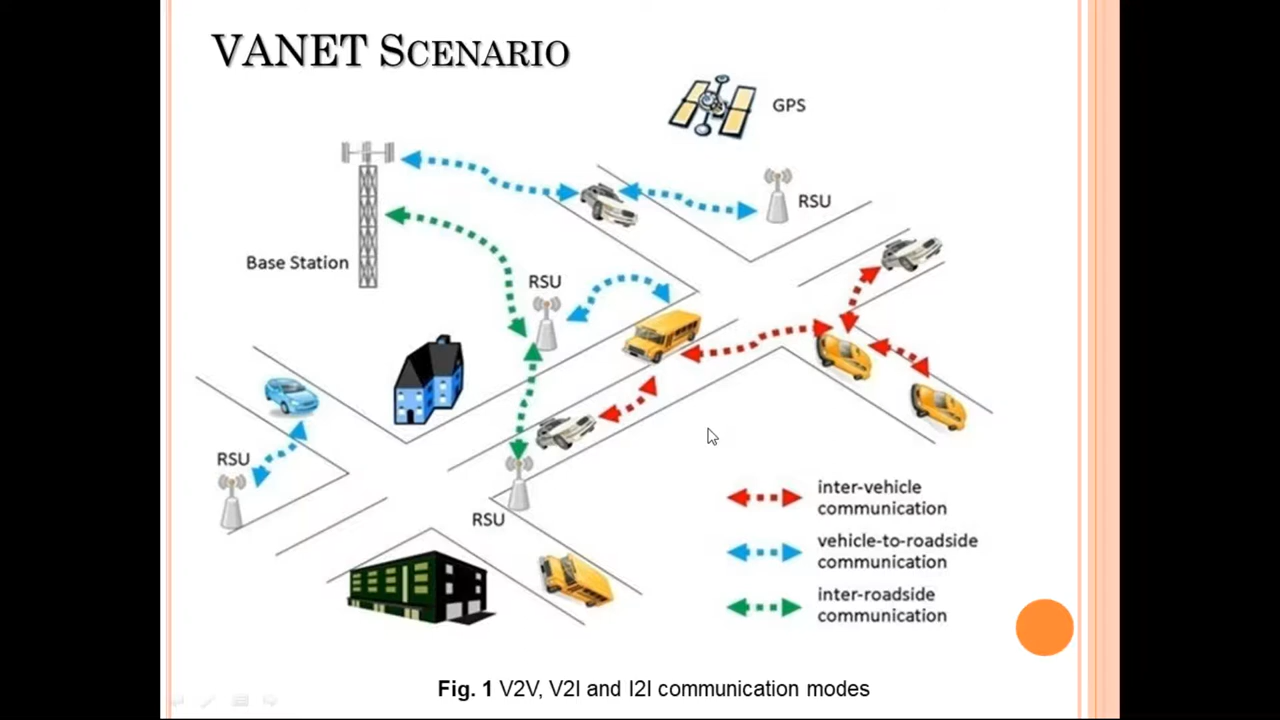 VANET SCENARIO
GPS
RSU
Base Station
RSU
RSU
RSU
inter-vehicle
communication
vehicle-to-roadside
communication
inter-roadside
communication
Fig. 1 V2V, V2I and I2I communication modes